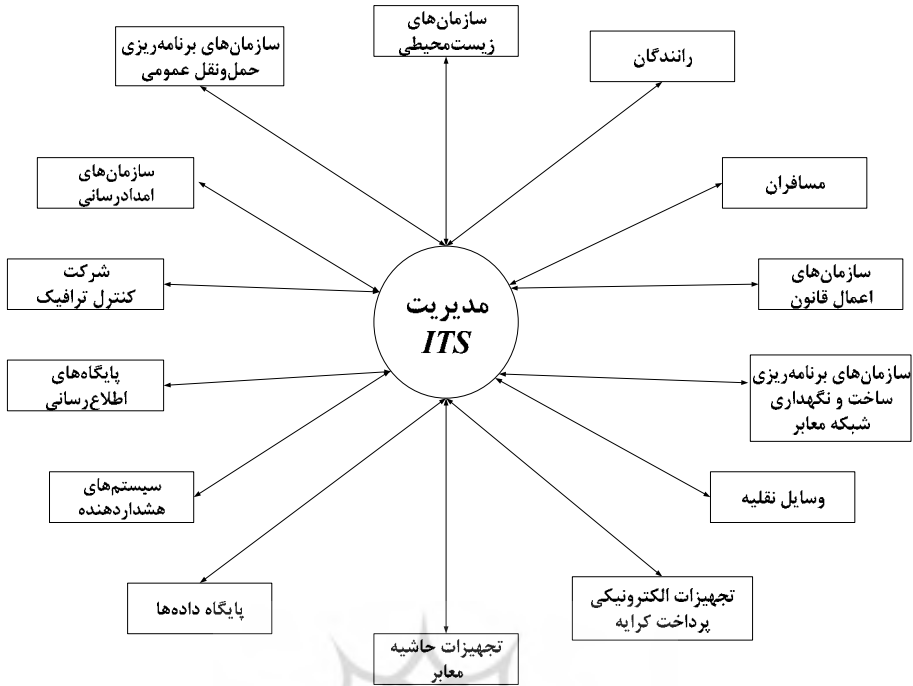 سازمان‌های
زیست‌محیطی
رانندگان
سازمان‌های برنامه‌ریزی
حمل‌ونقل عمومی
مسافران
سازمان‌های
امدادرسانی
سازمان‌های
اعمال قانون
شرکت
کنترل ترافیک
مدیریت
ITS
سازمان‌های برنامه‌ریزی
ساخت و نگهداری
شبکه معابر
پایگاه‌های
اطلاع‌رسانی
وسایل نقلیه
سیستم‌های
هشداردهنده
تجهیزات الکترونیکی
پرداخت کرایه
پایگاه داده‌ها
تجهیزات حاشیه
معابر